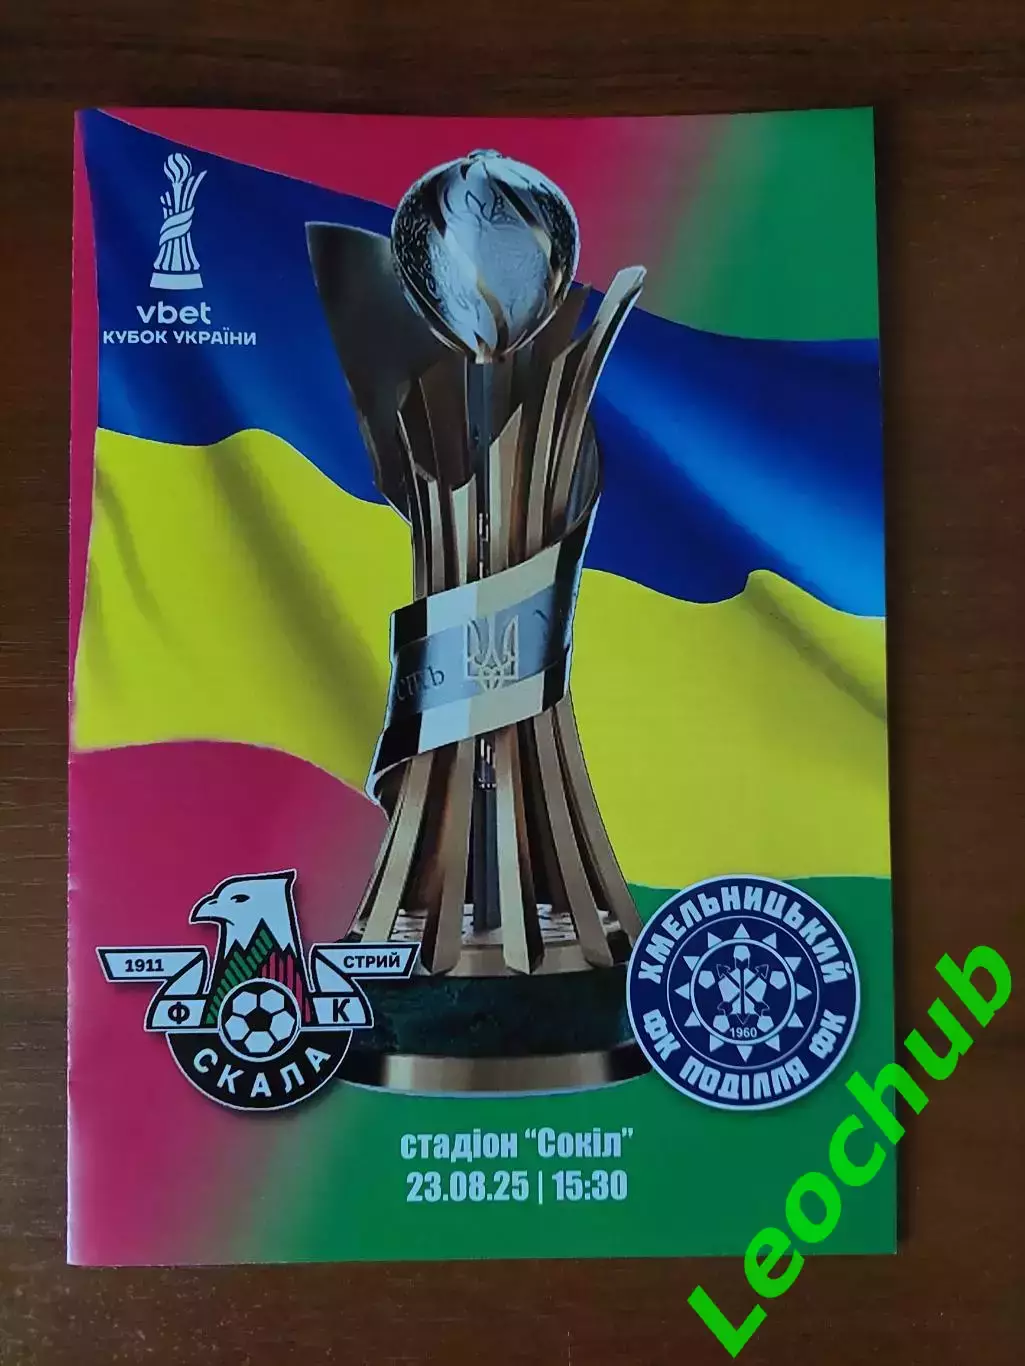 vbet
КУБОК УКРАЇНИ
1911
СТРИЙ
Ф К
СКАЛА
ХМЕЛЬНИЦЬКИЙ
1960
ФК ПОДІЛЛЯ ФК
стадіон "Сокіл"
23.08.25 | 15:30
Leochub